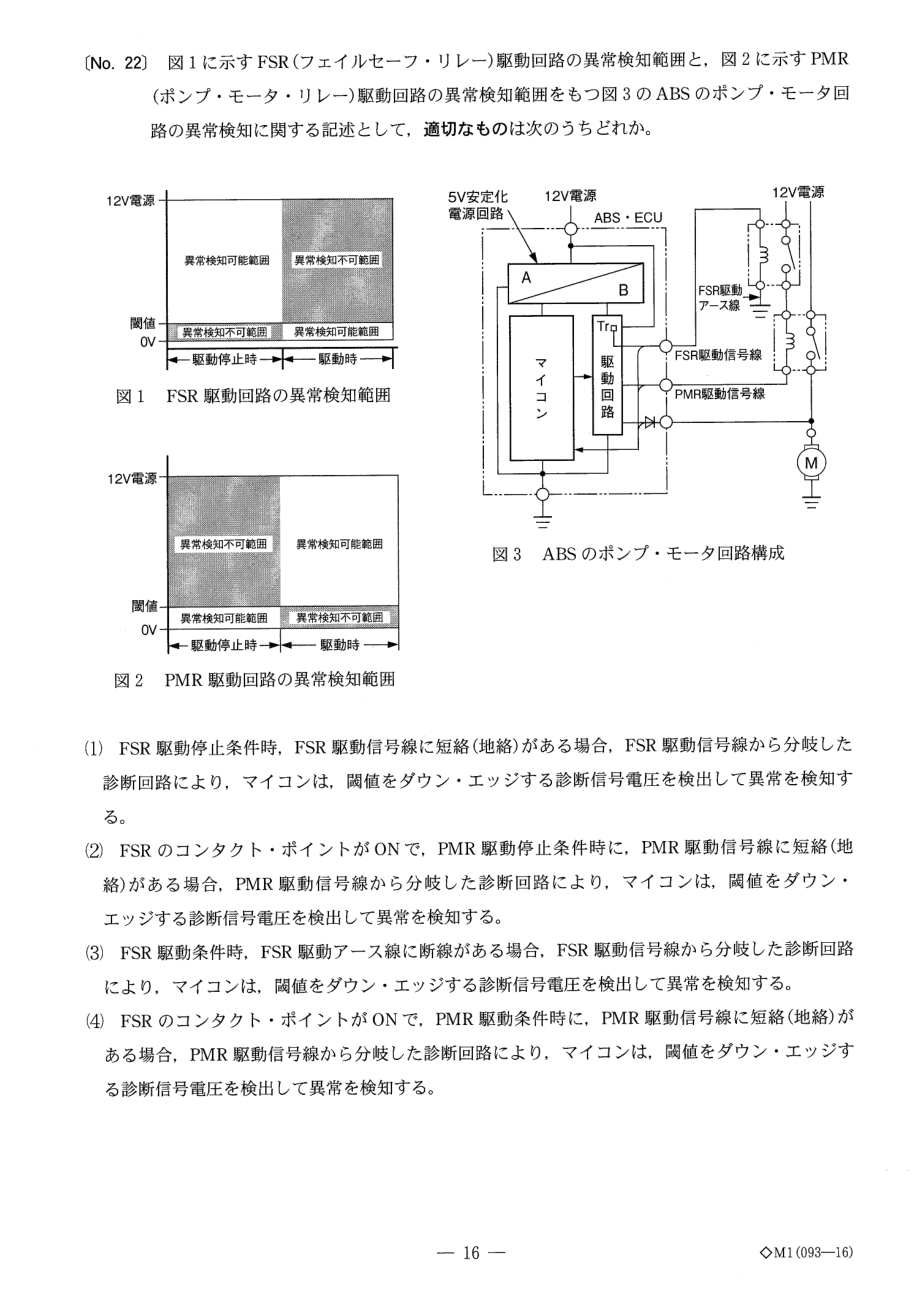 〔No. 22〕 図1に示すFSR(フェイルセーフ・リレー)駆動回路の異常検知範囲と，図2に示すPMR
(ポンプ・モータ・リレー)駆動回路の異常検知範囲をもつ図3のABSのポンプ・モータ回
路の異常検知に関する記述として，適切なものは次のうちどれか。
12V電源
異常検知可能範囲
異常検知不可範囲
閾値
異常検知不可範囲
異常検知可能範囲
0V
駆動停止時
駆動時
図1 FSR駆動回路の異常検知範囲
12V電源
異常検知不可範囲
異常検知可能範囲
閾値
異常検知可能範囲
異常検知不可範囲
0V
駆動停止時
駆動時
図2 PMR駆動回路の異常検知範囲
5V安定化
電源回路
12V電源
ABS・ECU
12V電源
A
B
Tr
マイコン
駆動回路
FSR駆動
アース線
FSR駆動信号線
PMR駆動信号線
M
図3 ABSのポンプ・モータ回路構成
(1) FSR駆動停止条件時，FSR駆動信号線に短絡(地絡)がある場合，FSR駆動信号線から分岐した
診断回路により，マイコンは，閾値をダウン・エッジする診断信号電圧を検出して異常を検知す
る。
(2) FSRのコンタクト・ポイントがONで，PMR駆動停止条件時に，PMR駆動信号線に短絡(地
絡)がある場合，PMR駆動信号線から分岐した診断回路により，マイコンは，閾値をダウン・
エッジする診断信号電圧を検出して異常を検知する。
(3) FSR駆動条件時，FSR駆動アース線に断線がある場合，FSR駆動信号線から分岐した診断回路
により，マイコンは，閾値をダウン・エッジする診断信号電圧を検出して異常を検知する。
(4) FSRのコンタクト・ポイントがONで，PMR駆動条件時に，PMR駆動信号線に短絡(地絡)が
ある場合，PMR駆動信号線から分岐した診断回路により，マイコンは，閾値をダウン・エッジす
る診断信号電圧を検出して異常を検知する。
— 16 —
◇M1(093—16)